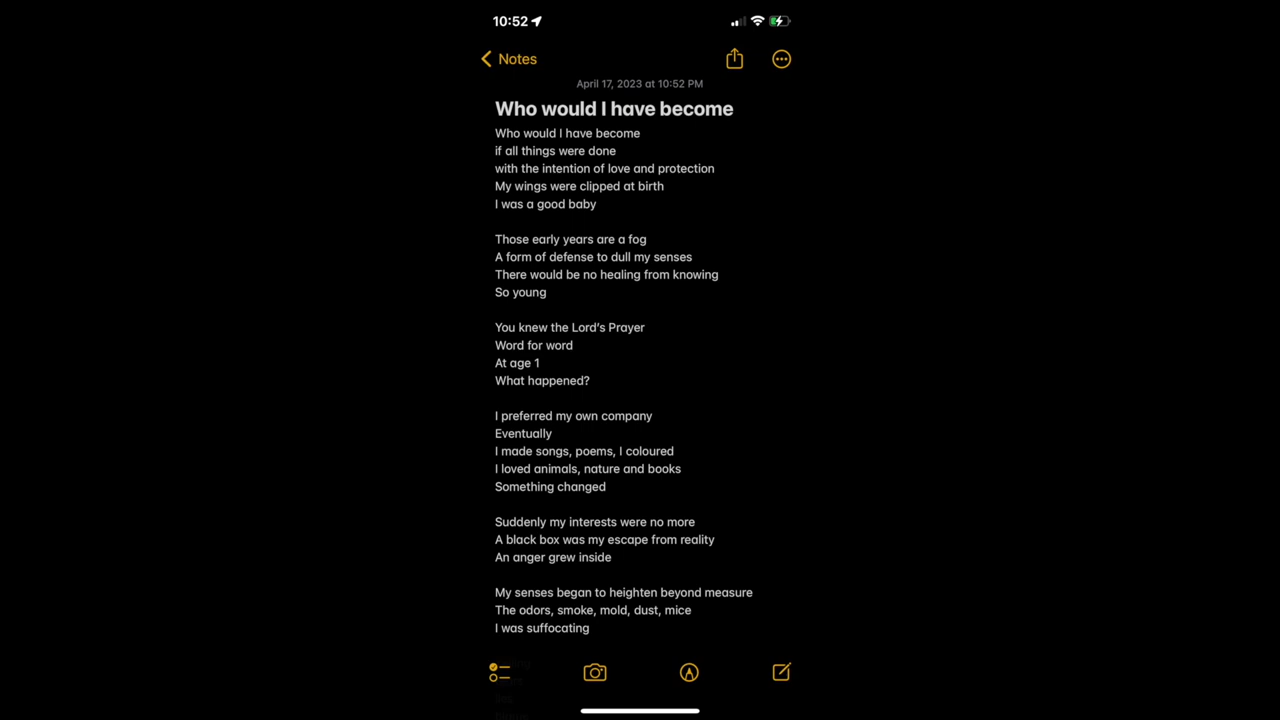 10:52
Notes
April 17, 2023 at 10:52 PM
Who would I have become
Who would I have become
if all things were done
with the intention of love and protection
My wings were clipped at birth
I was a good baby
Those early years are a fog
A form of defense to dull my senses
There would be no healing from knowing
So young
You knew the Lord's Prayer
Word for word
At age 1
What happened?
I preferred my own company
Eventually
I made songs, poems, I coloured
I loved animals, nature and books
Something changed
Suddenly my interests were no more
A black box was my escape from reality
An anger grew inside
My senses began to heighten beyond measure
The odors, smoke, mold, dust, mice
I was suffocating